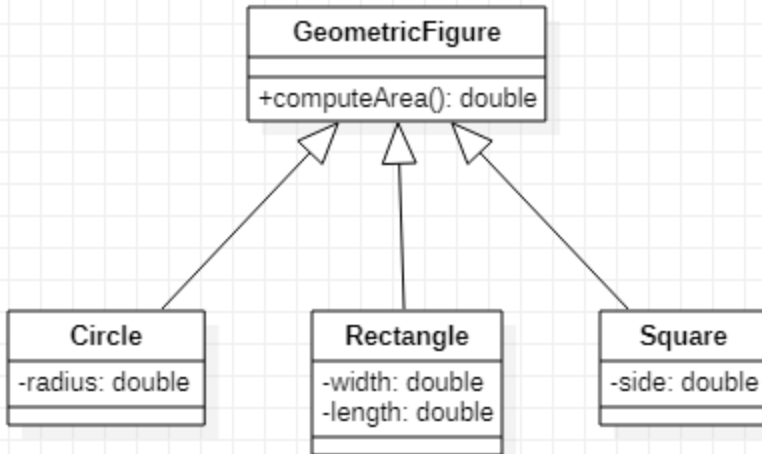 GeometricFigure
+computeArea(): double
Circle
-radius: double
Rectangle
-width: double
-length: double
Square
-side: double